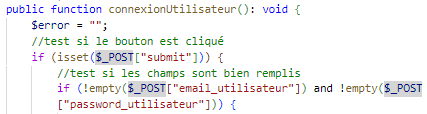 public function connexionUtilisateur(): void {
$error = "";
//test si le bouton est cliqué
if (isset($_POST["submit"])) {
//test si les champs sont bien remplis
if (!empty($_POST["email_utilisateur"]) and !empty($_POST
["password_utilisateur"])) {